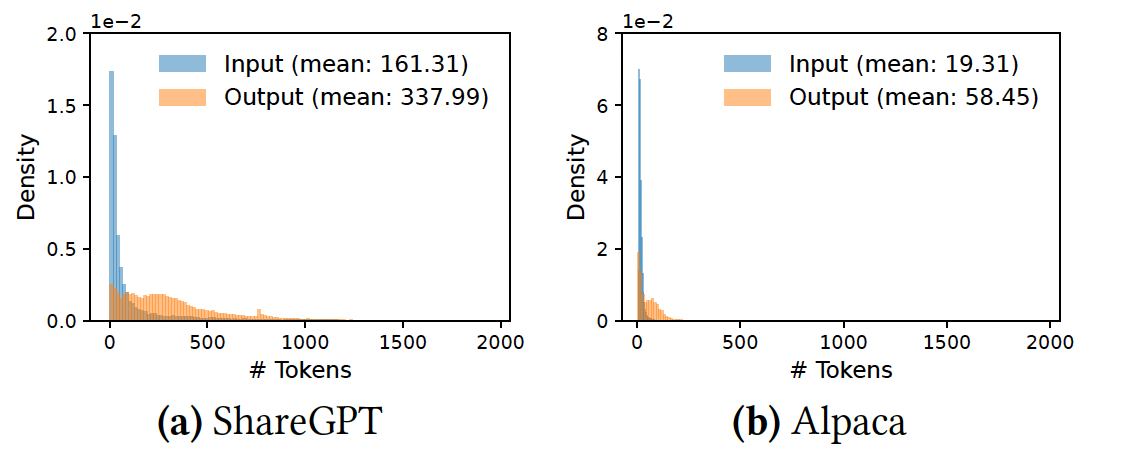 1e−2
2.0
1.5
1.0
0.5
0.0
Density
Input (mean: 161.31)
Output (mean: 337.99)
0 500 1000 1500 2000
# Tokens
(a) ShareGPT
1e−2
8
6
4
2
0
Density
Input (mean: 19.31)
Output (mean: 58.45)
0 500 1000 1500 2000
# Tokens
(b) Alpaca